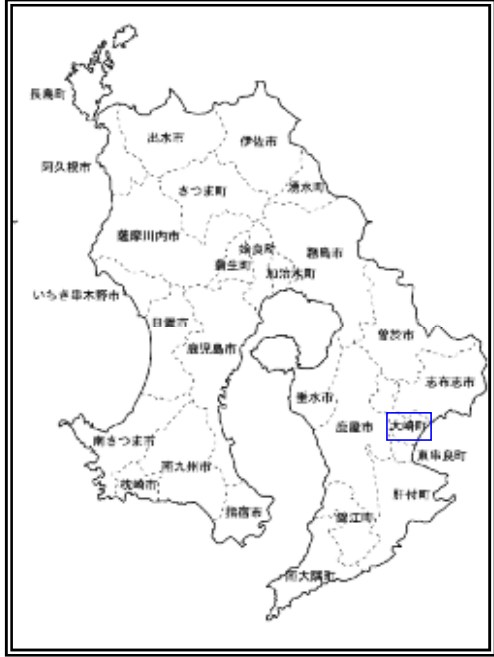 長島町
出水市
伊佐市
阿久根市
さつま町
湧水町
薩摩川内市
姶良町
霧島市
蒲生町
加治木町
いちき串木野市
日置市
鹿児島市
曽於市
志布志市
垂水市
鹿屋市
大崎町
南さつま市
東串良町
南九州市
枕崎市
肝付町
指宿市
錦江町
南大隅町